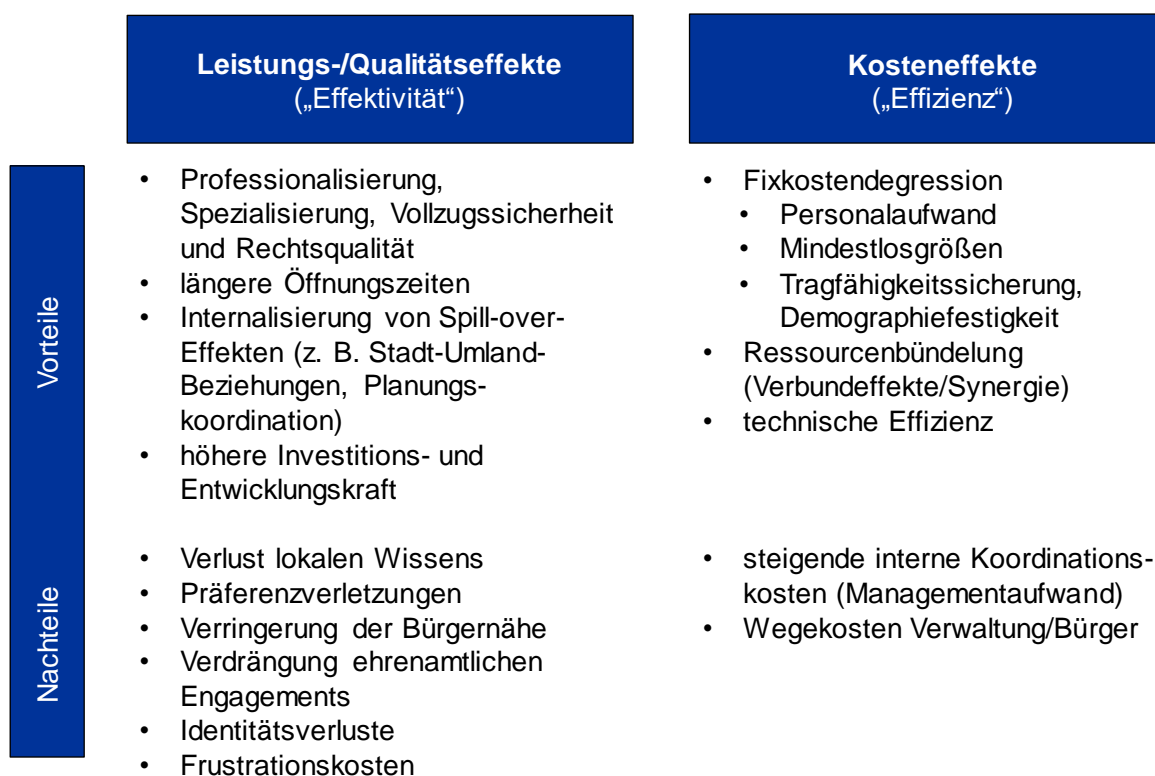 Leistungs-/Qualitätseffekte
(„Effektivität“)
Kosteneffekte
(„Effizienz“)
Vorteile
• Professionalisierung,
Spezialisierung, Vollzugssicherheit
und Rechtsqualität
• längere Öffnungszeiten
• Internalisierung von Spill-over-
Effekten (z. B. Stadt-Umland-
Beziehungen, Planungs-
koordination)
• höhere Investitions- und
Entwicklungskraft
• Fixkostendegression
• Personalaufwand
• Mindestlosgrößen
• Tragfähigkeitssicherung,
Demographiefestigkeit
• Ressourcenbündelung
(Verbundeffekte/Synergie)
• technische Effizienz
Nachteile
• Verlust lokalen Wissens
• Präferenzverletzungen
• Verringerung der Bürgernähe
• Verdrängung ehrenamtlichen
Engagements
• Identitätsverluste
• Frustrationskosten
• steigende interne Koordinations-
kosten (Managementaufwand)
• Wegekosten Verwaltung/Bürger